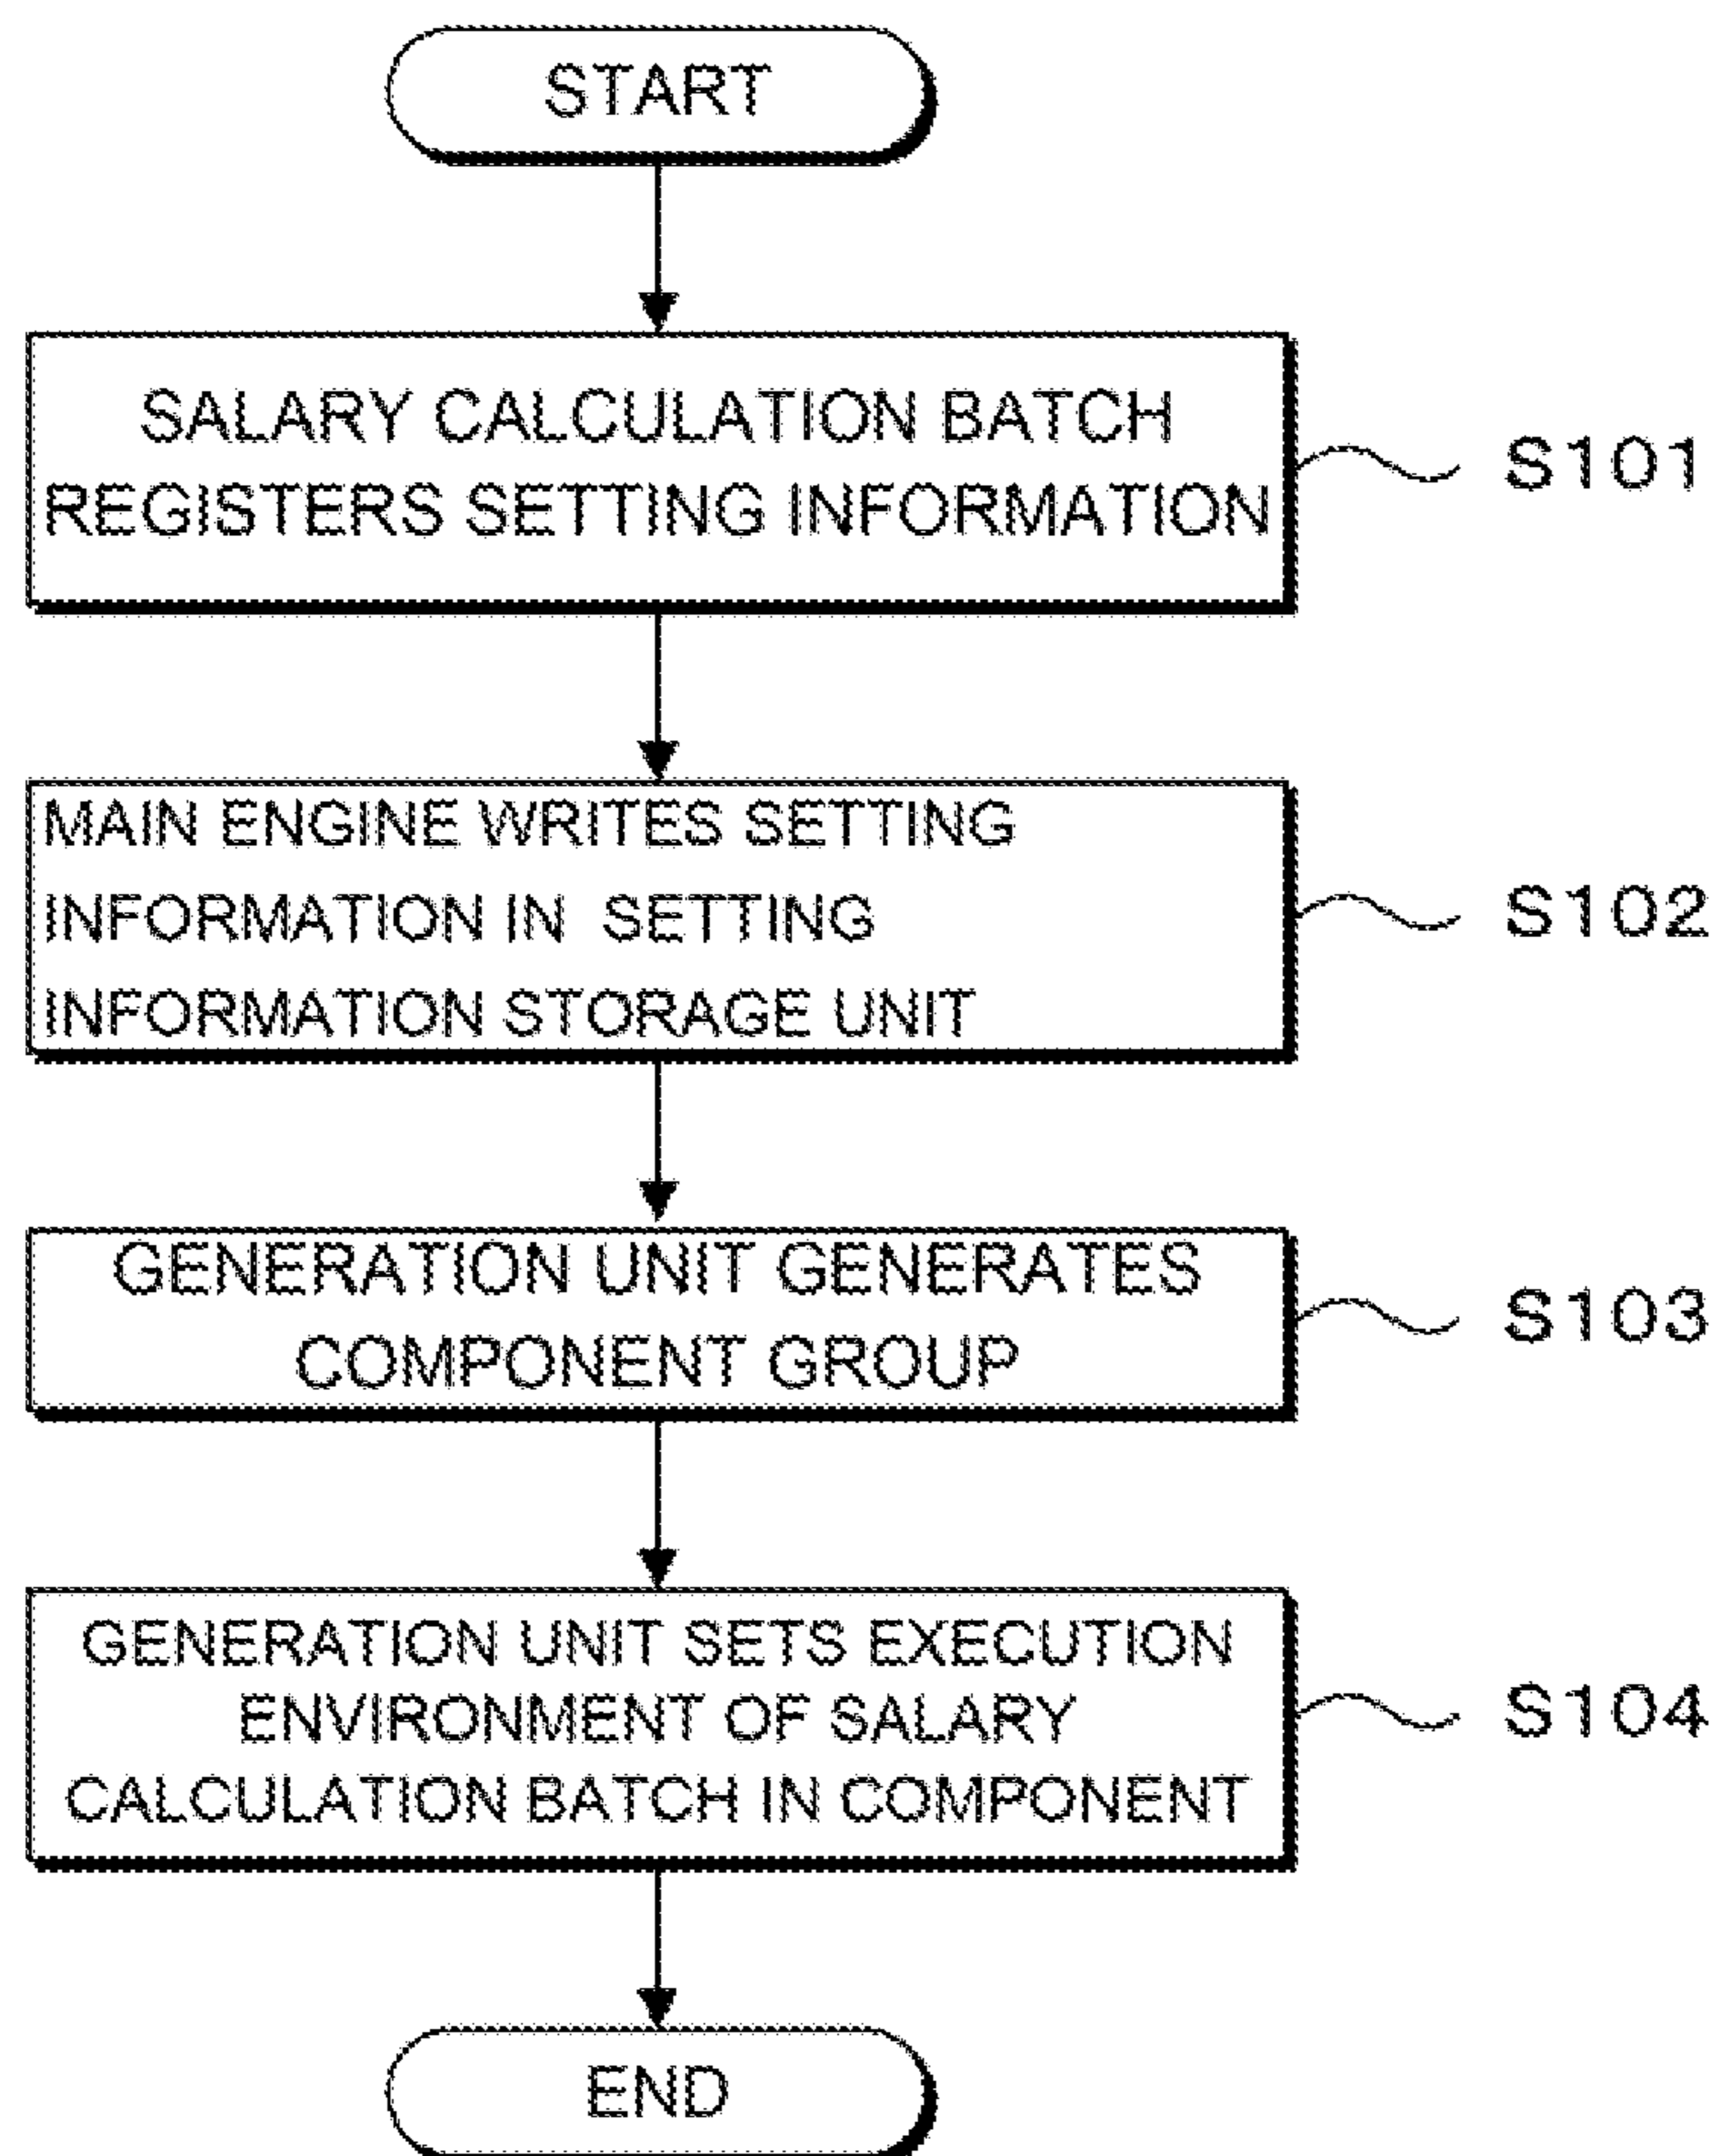 START
SALARY CALCULATION BATCH
REGISTERS SETTING INFORMATION
S101
MAIN ENGINE WRITES SETTING
INFORMATION IN SETTING
INFORMATION STORAGE UNIT
S102
GENERATION UNIT GENERATES
COMPONENT GROUP
S103
GENERATION UNIT SETS EXECUTION
ENVIRONMENT OF SALARY
CALCULATION BATCH IN COMPONENT
S104
END